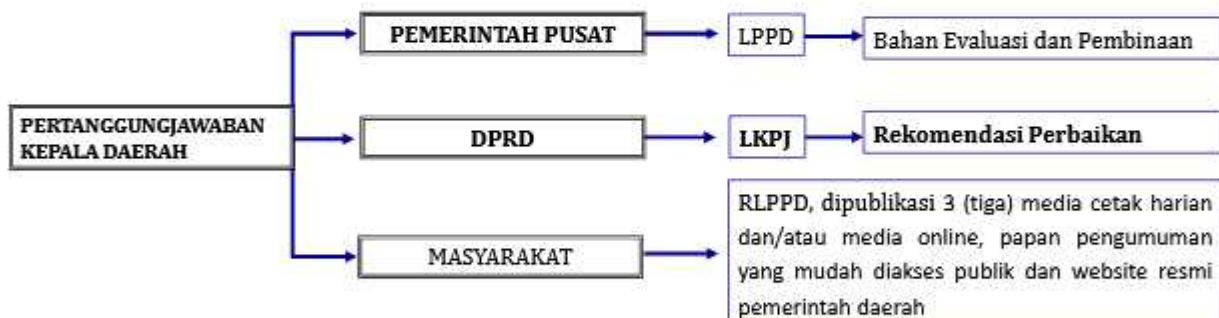 PERTANGGUNGJAWABAN
KEPALA DAERAH
PEMERINTAH PUSAT
LPPD
Bahan Evaluasi dan Pembinaan
DPRD
LKPJ
Rekomendasi Perbaikan
MASYARAKAT
RLPPD, dipublikasi 3 (tiga) media cetak harian
dan/atau media online, papan pengumuman
yang mudah diakses publik dan website resmi
pemerintah daerah